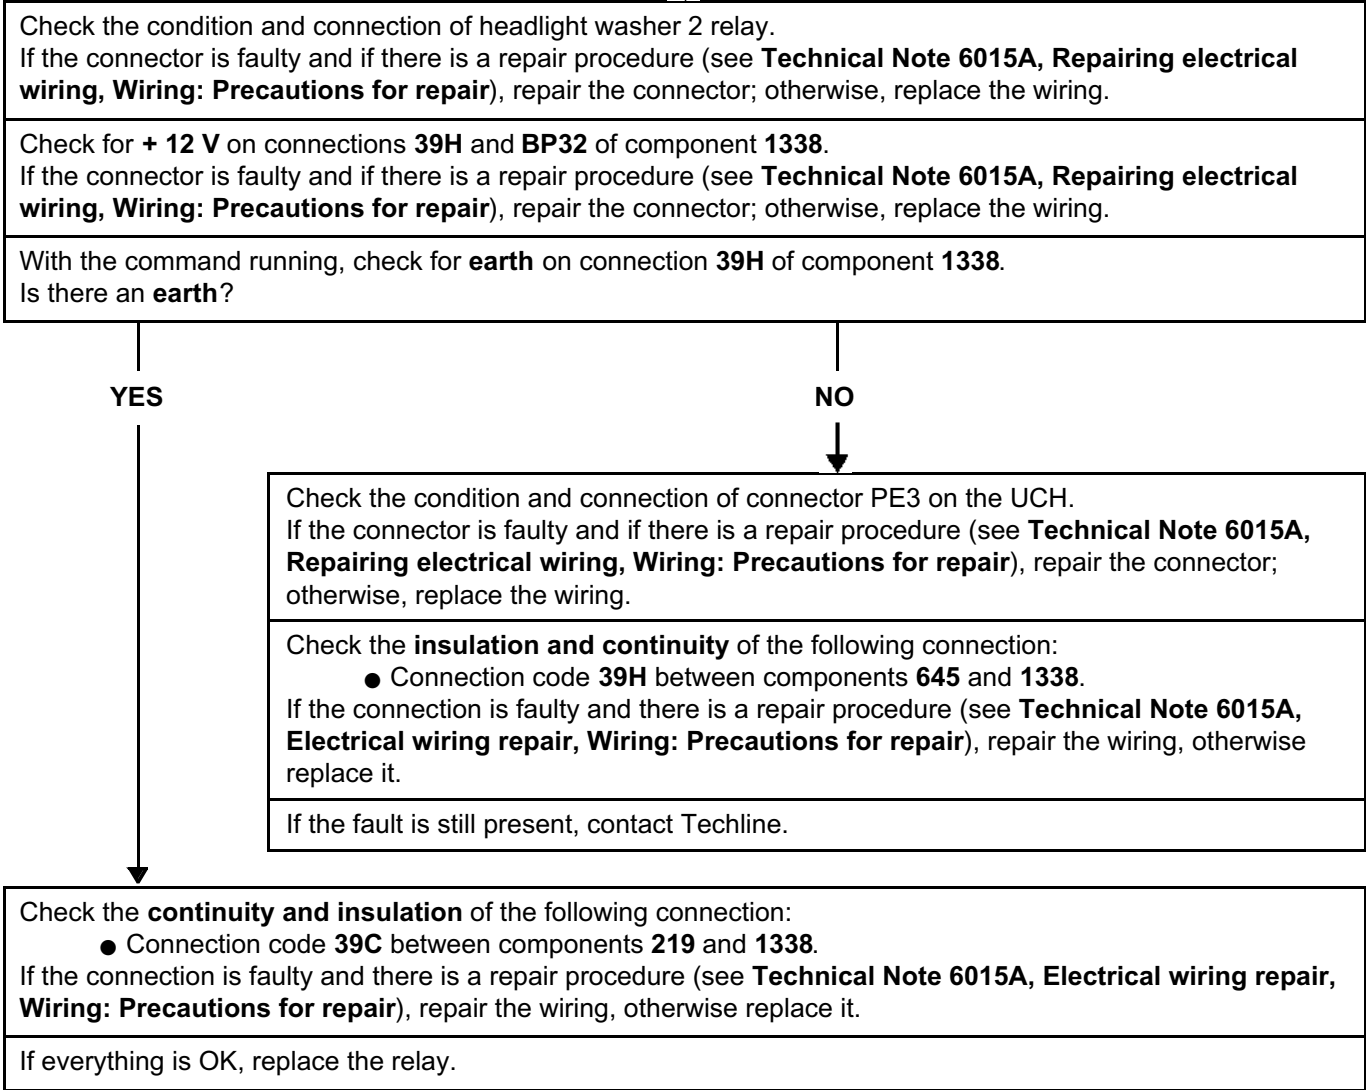 Check the condition and connection of headlight washer 2 relay.
If the connector is faulty and if there is a repair procedure (see Technical Note 6015A, Repairing electrical
wiring, Wiring: Precautions for repair), repair the connector; otherwise, replace the wiring.
Check for + 12 V on connections 39H and BP32 of component 1338.
If the connector is faulty and if there is a repair procedure (see Technical Note 6015A, Repairing electrical
wiring, Wiring: Precautions for repair), repair the connector; otherwise, replace the wiring.
With the command running, check for earth on connection 39H of component 1338.
Is there an earth?
YES
NO
Check the condition and connection of connector PE3 on the UCH.
If the connector is faulty and if there is a repair procedure (see Technical Note 6015A,
Repairing electrical wiring, Wiring: Precautions for repair), repair the connector;
otherwise, replace the wiring.
Check the insulation and continuity of the following connection:
● Connection code 39H between components 645 and 1338.
If the connection is faulty and there is a repair procedure (see Technical Note 6015A,
Electrical wiring repair, Wiring: Precautions for repair), repair the wiring, otherwise
replace it.
If the fault is still present, contact Techline.
Check the continuity and insulation of the following connection:
● Connection code 39C between components 219 and 1338.
If the connection is faulty and there is a repair procedure (see Technical Note 6015A, Electrical wiring repair,
Wiring: Precautions for repair), repair the wiring, otherwise replace it.
If everything is OK, replace the relay.